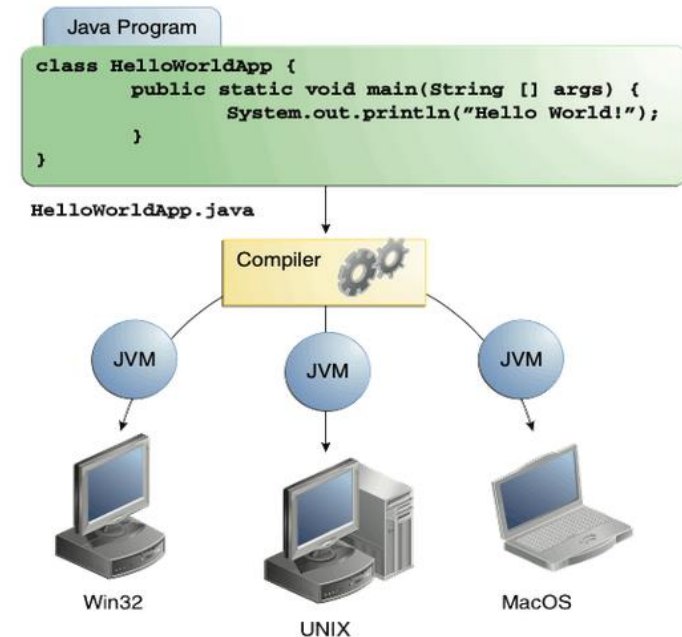 Java Program
class HelloWorldApp {
public static void main(String [] args) {
System.out.println(”Hello World!”);
}
}
HelloWorldApp.java
Compiler
JVM
JVM
JVM
Win32
UNIX
MacOS